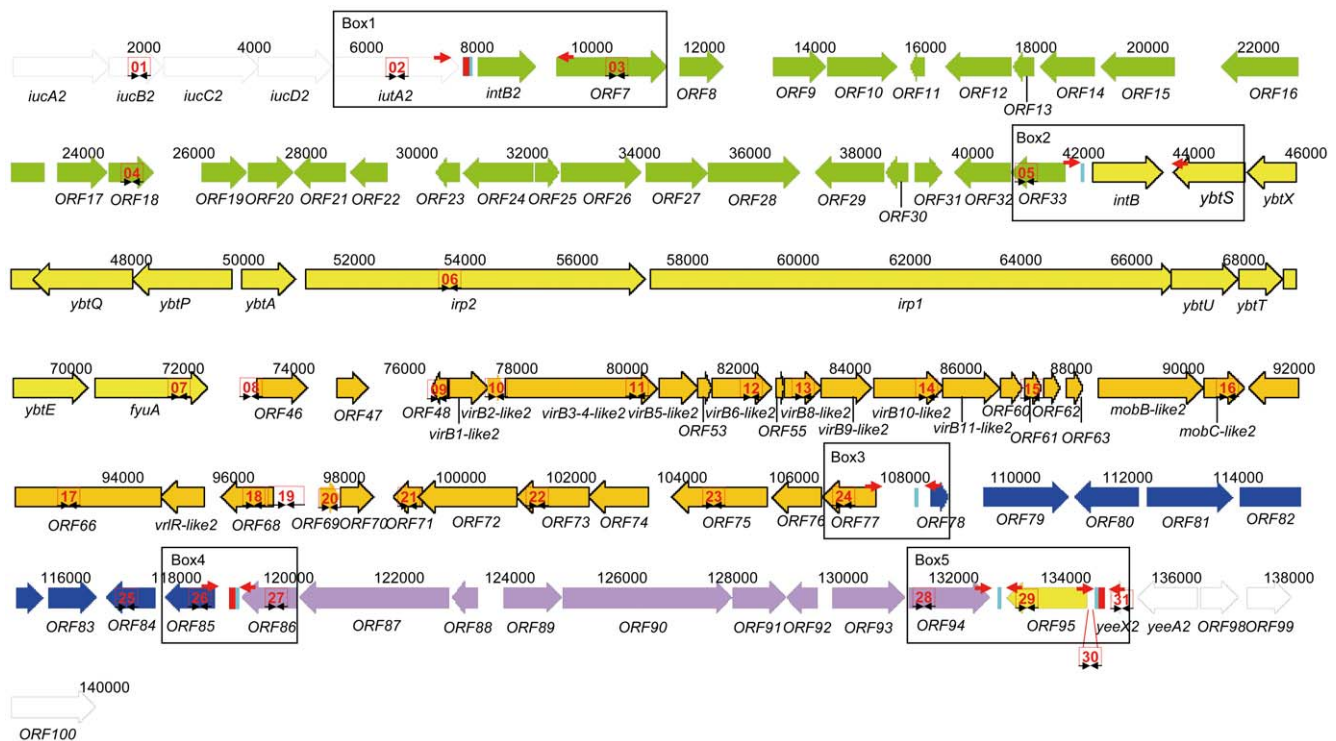 Box1
2000 4000 6000 8000 10000 12000 14000 16000 18000 20000 22000
01 02 03
iucA2 iucB2 iucC2 iucD2 iutA2 intB2 ORF7 ORF8 ORF9 ORF10 ORF11 ORF12 ORF13 ORF14 ORF15 ORF16
Box2
24000 26000 28000 30000 32000 34000 36000 38000 40000 42000 44000 46000
04 05
ORF17 ORF18 ORF19 ORF20 ORF21 ORF22 ORF23 ORF24 ORF25 ORF26 ORF27 ORF28 ORF29 ORF30 ORF31 ORF32 ORF33 intB ybtS ybtX
48000 50000 52000 54000 56000 58000 60000 62000 64000 66000 68000
06
ybtQ ybtP ybtA irp2 irp1 ybtU ybtT
70000 72000 74000 76000 78000 80000 82000 84000 86000 88000 90000 92000
07 08 09 10 11 12 13 14 15 16
ybtE fyuA ORF46 ORF47 ORF48 virB2-like2 virB3-4-like2 virB5-like2 virB6-like2 virB8-like2 virB10-like2 ORF60 ORF62 mobB-like2
virB1-like2 ORF53 ORF55 virB9-like2 virB11-like2 ORF61 ORF63 mobC-like2
Box3
94000 96000 98000 100000 102000 104000 106000 108000 110000 112000 114000
17 18 19 20 21 22 23 24
ORF66 vrlR-like2 ORF68 ORF69 ORF70 ORF71 ORF72 ORF73 ORF74 ORF75 ORF76 ORF77 ORF78 ORF79 ORF80 ORF81 ORF82
Box4 Box5
116000 118000 120000 122000 124000 126000 128000 130000 132000 134000 136000 138000
25 26 27 28 29 31
ORF83 ORF84 ORF85 ORF86 ORF87 ORF88 ORF89 ORF90 ORF91 ORF92 ORF93 ORF94 ORF95 yeeX2 yeeA2 ORF98 ORF99
30
140000
ORF100